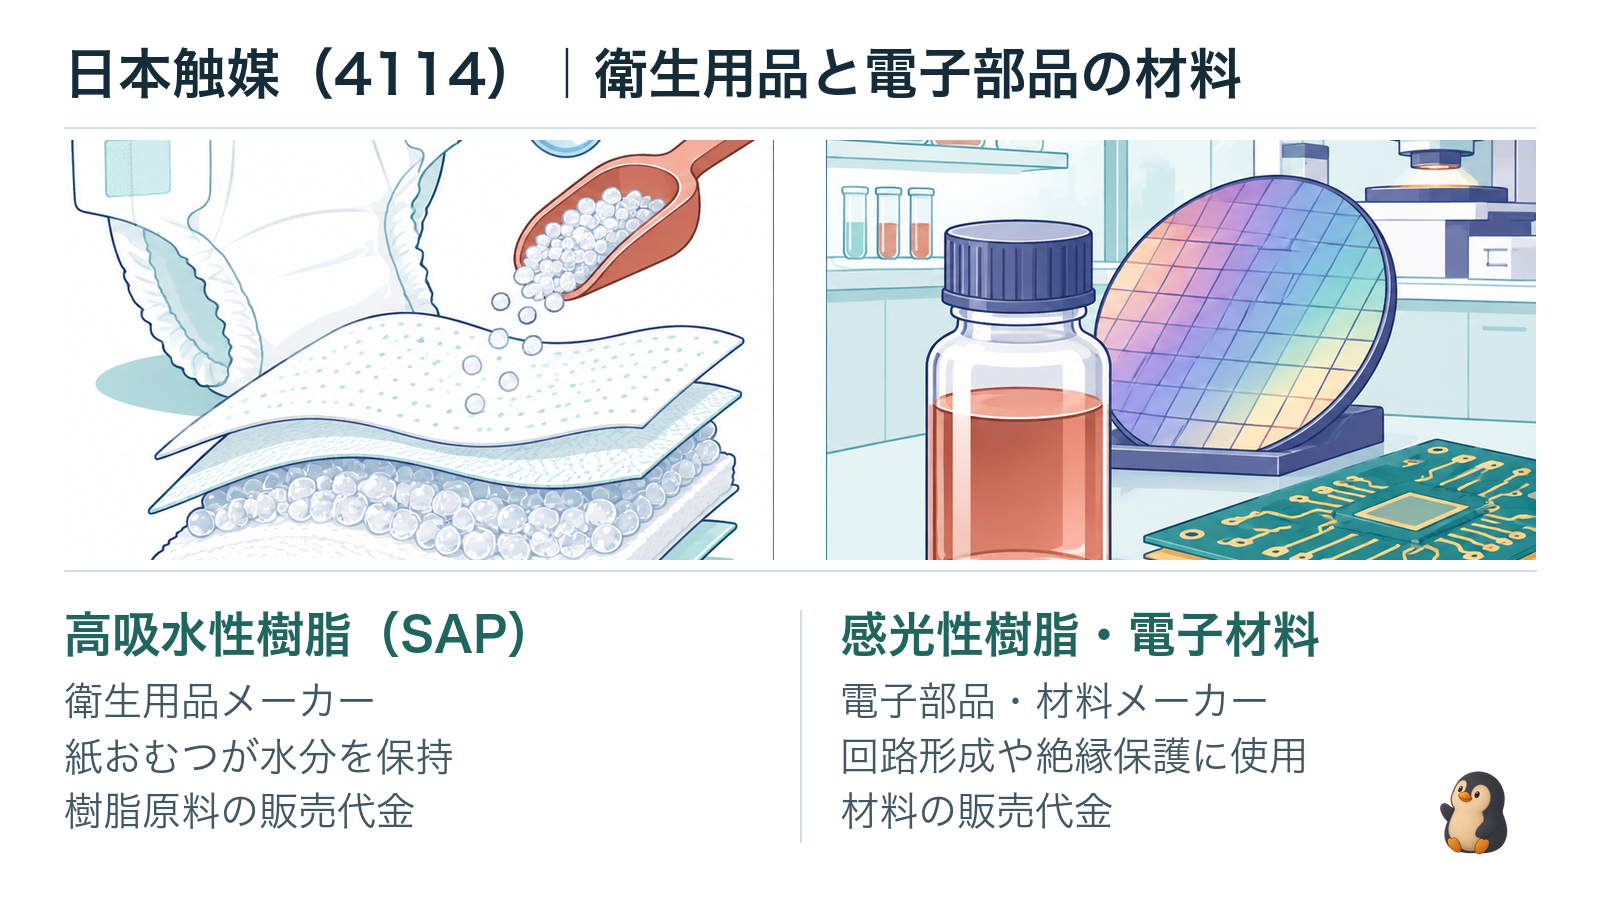 日本触媒（4114）｜衛生用品と電子部品の材料
高吸水性樹脂（SAP）
衛生用品メーカー
紙おむつが水分を保持
樹脂原料の販売代金
感光性樹脂・電子材料
電子部品・材料メーカー
回路形成や絶縁保護に使用
材料の販売代金